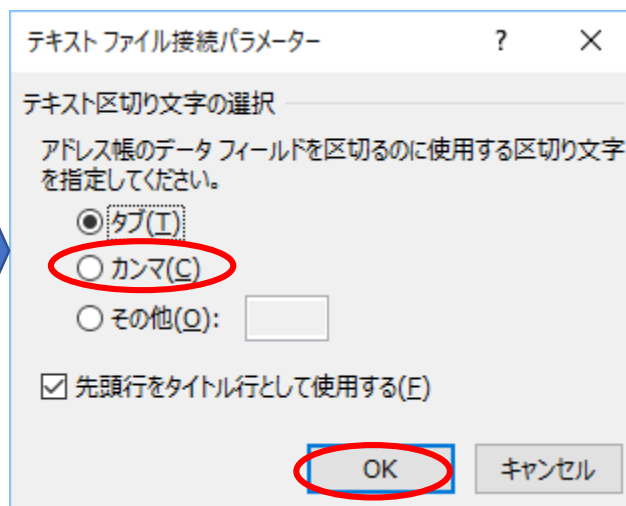 テキスト ファイル接続パラメーター ? ×
テキスト区切り文字の選択
アドレス帳のデータ フィールドを区切るのに使用する区切り文字
を指定してください。
タブ(T)
カンマ(C)
その他(O):
先頭行をタイトル行として使用する(F)
OK キャンセル